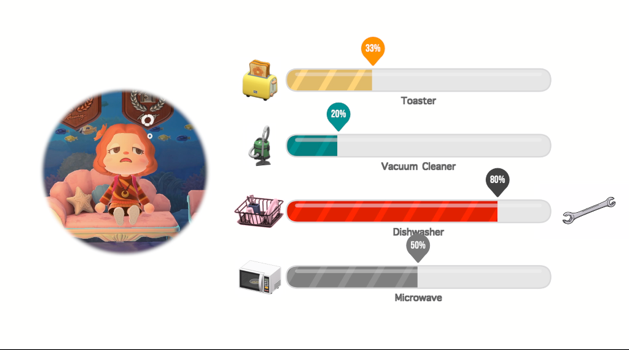 33%
Toaster
20%
Vacuum Cleaner
80%
Dishwasher
50%
Microwave